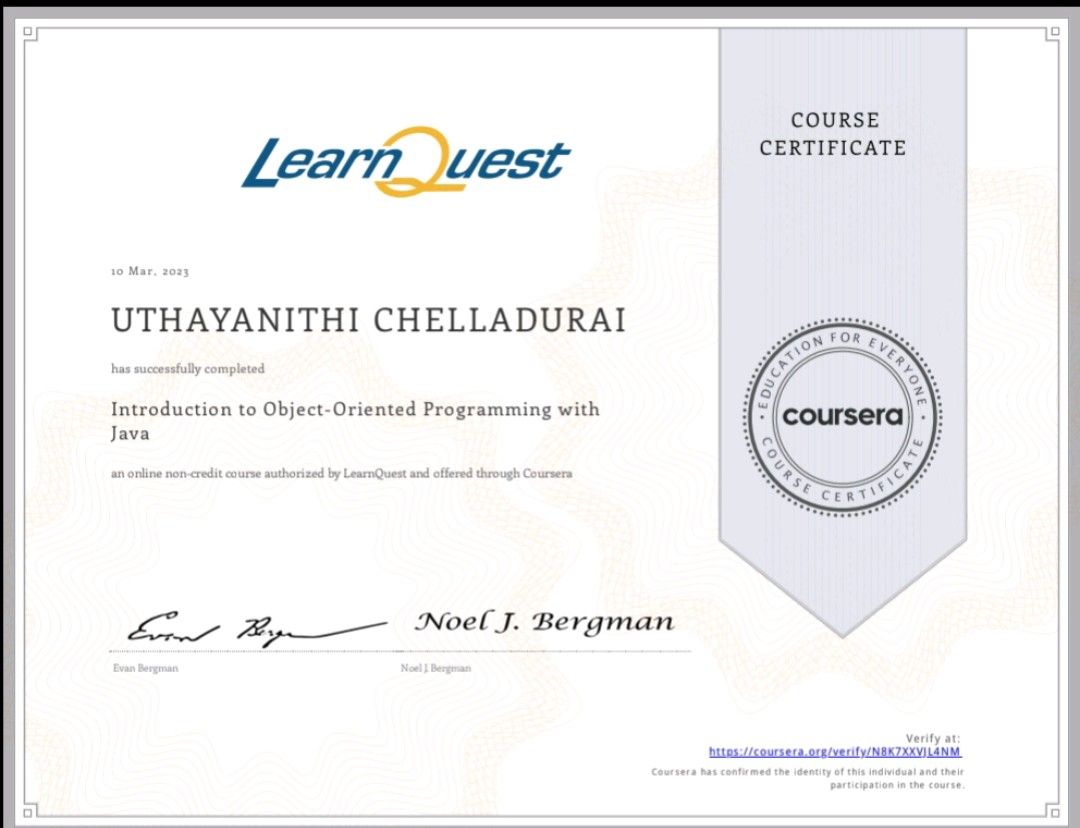 LearnQuest
COURSE
CERTIFICATE
10 Mar, 2023
UTHAYANITHI CHELLADURAI
has successfully completed
Introduction to Object-Oriented Programming with
Java
an online non-credit course authorized by LearnQuest and offered through Coursera
EDUCATION FOR EVERYONE
coursera
COURSE CERTIFICATE
Evan Bergman
Noel J. Bergman
Evan Bergman
Noel J. Bergman
Verify at:
https://coursera.org/verify/N8K7XXVJL4NM
Coursera has confirmed the identity of this individual and their
participation in the course.